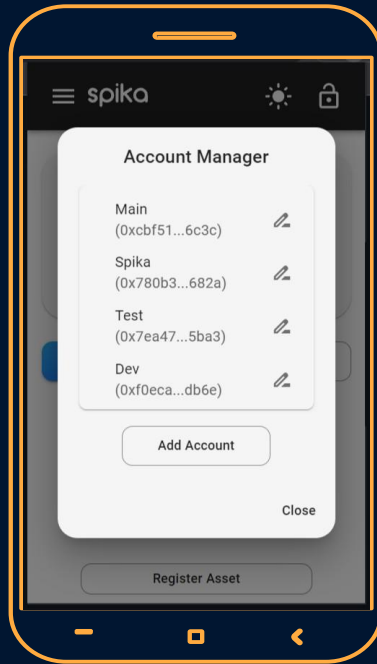 spika
Account Manager
Main
(0xcbf51...6c3c)
Spika
(0x780b3...682a)
Test
(0x7ea47...5ba3)
Dev
(0xf0eca...db6e)
Add Account
Close
Register Asset